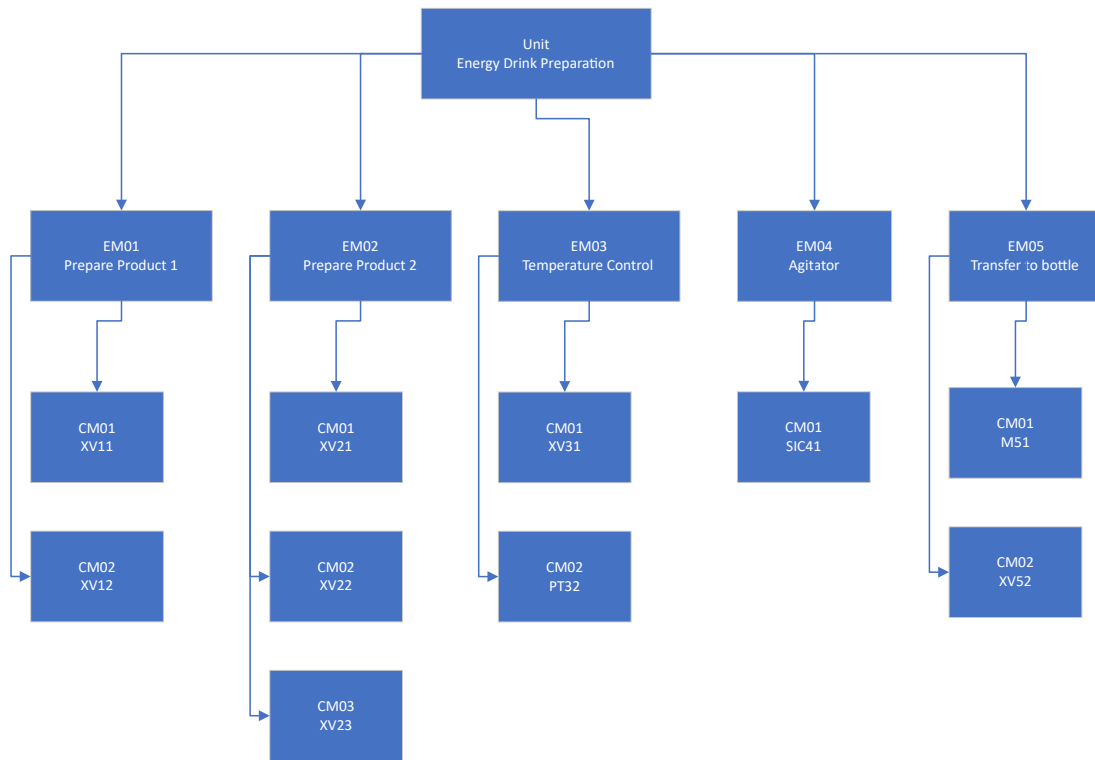 Unit
Energy Drink Preparation
EM01
Prepare Product 1
EM02
Prepare Product 2
EM03
Temperature Control
EM04
Agitator
EM05
Transfer to bottle
CM01
XV11
CM01
XV21
CM01
XV31
CM01
SIC41
CM01
M51
CM02
XV12
CM02
XV22
CM02
PT32
CM02
XV52
CM03
XV23